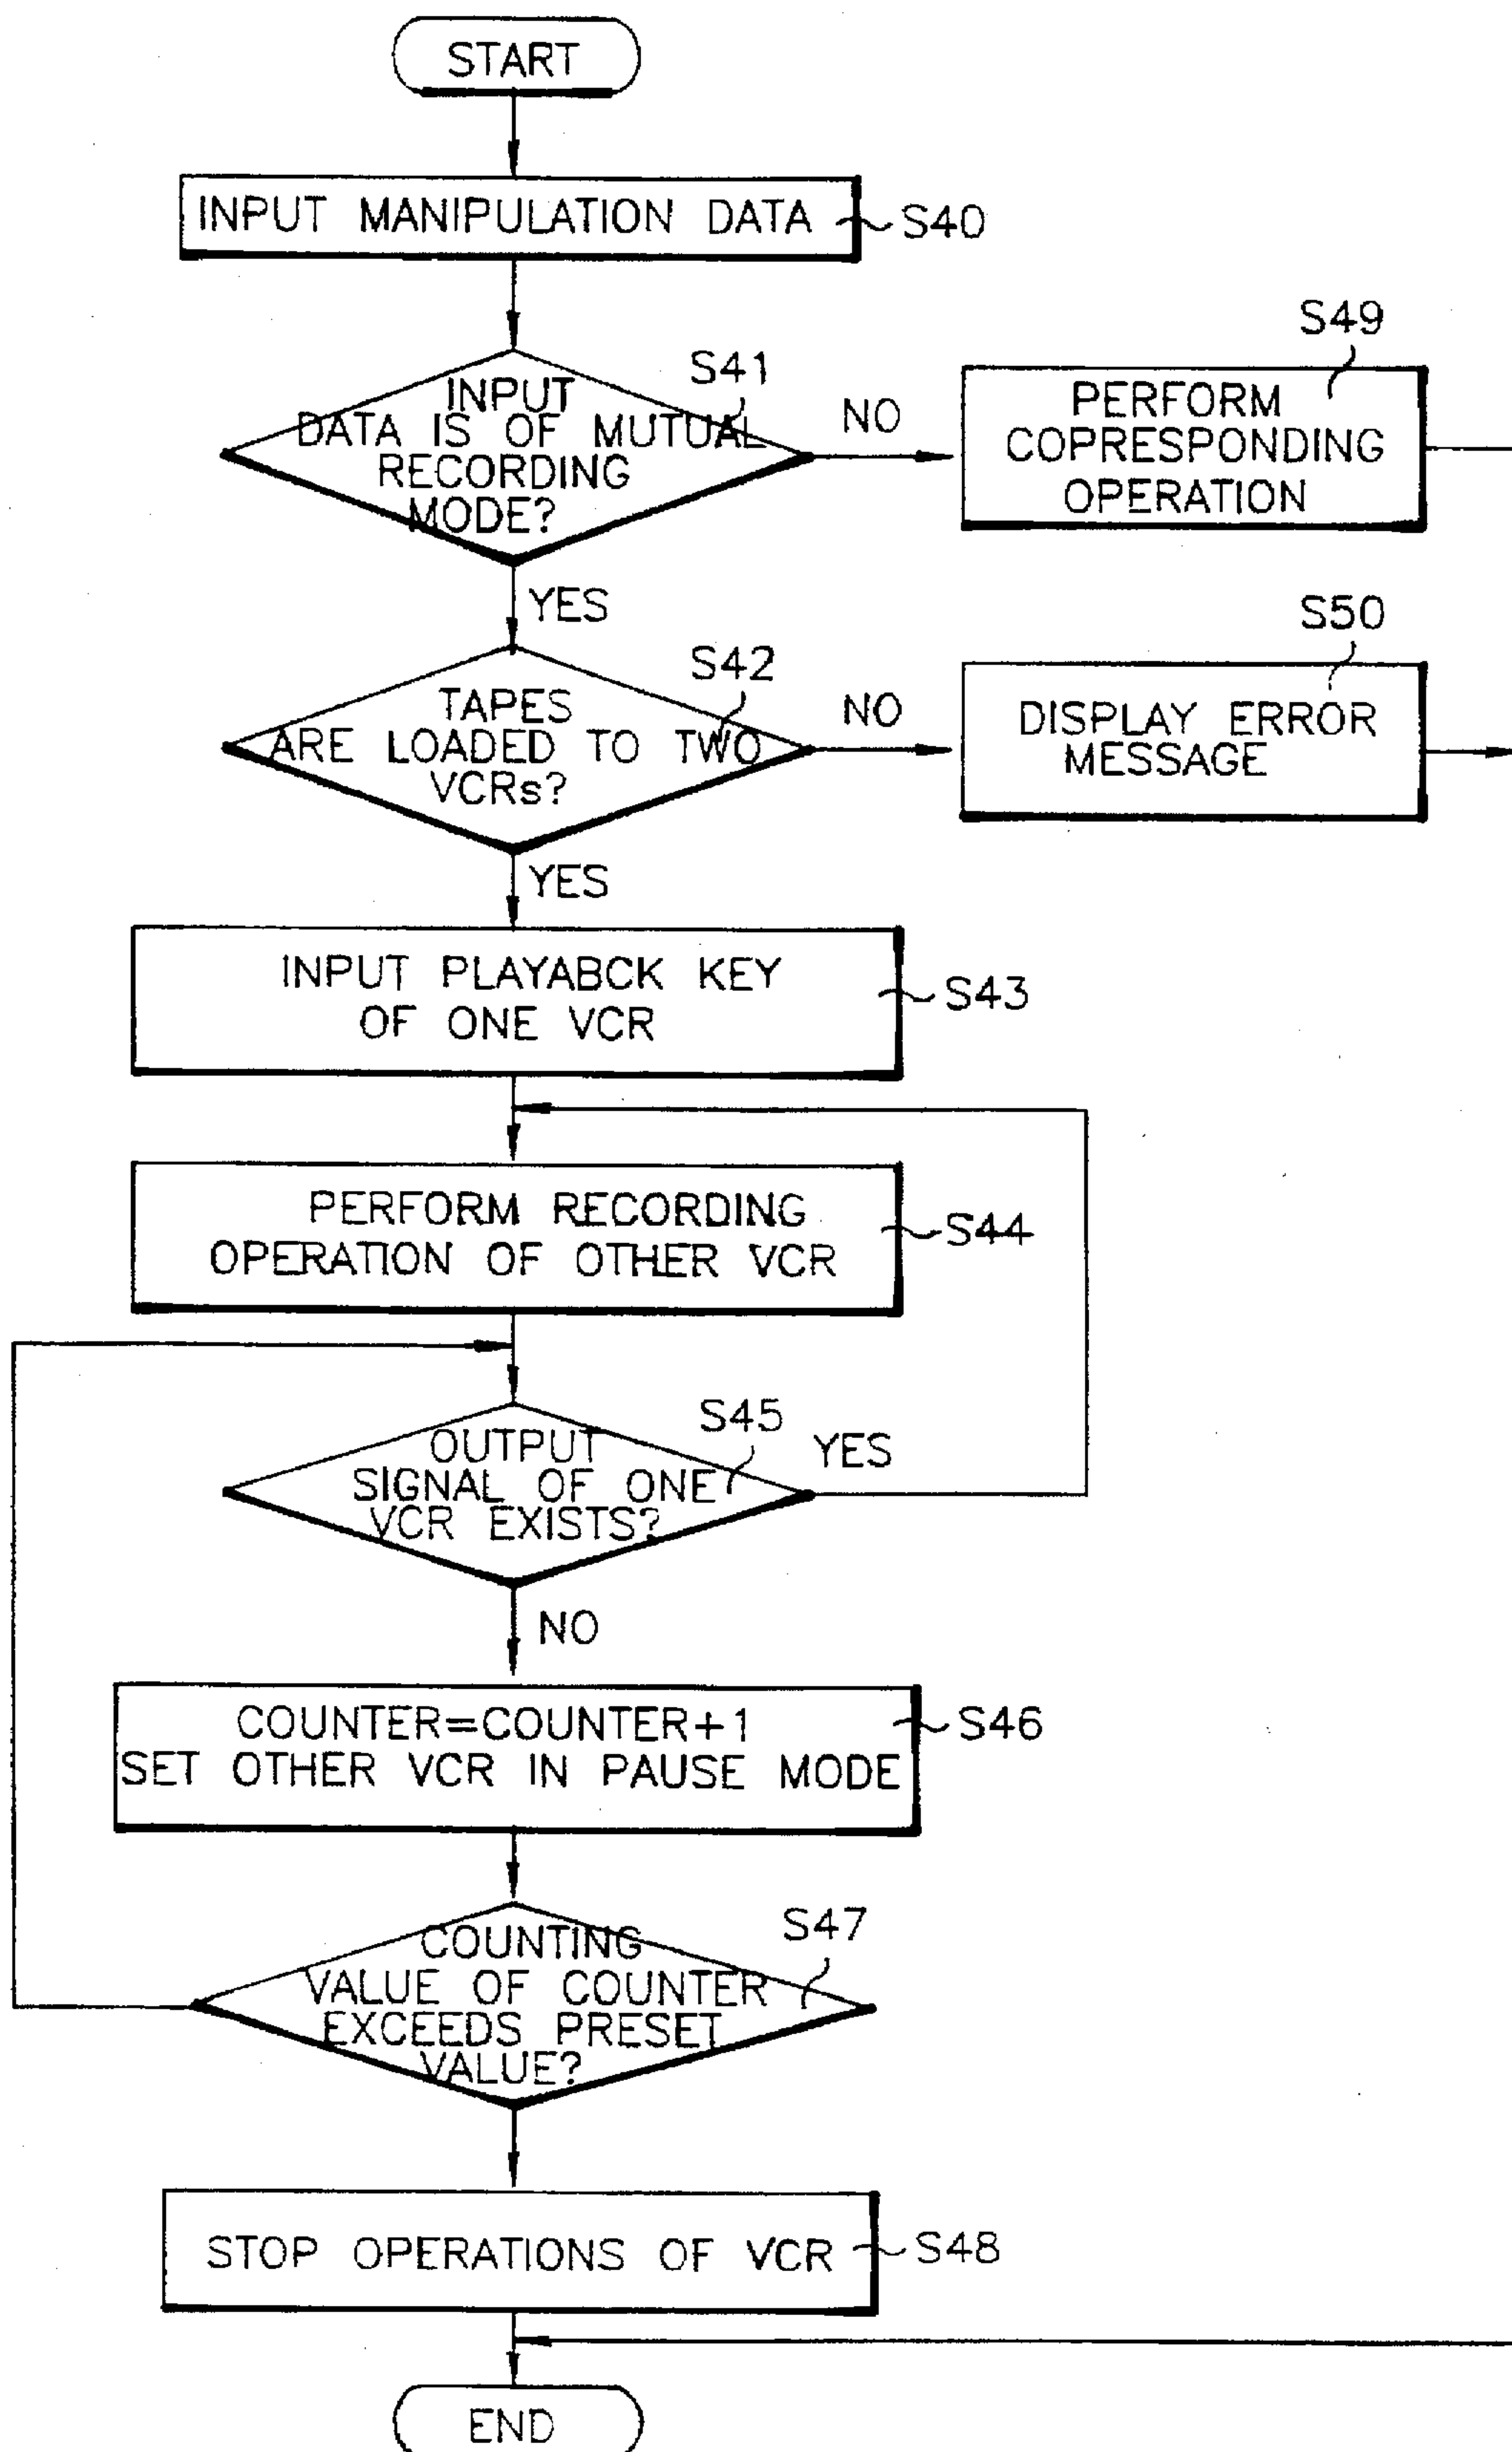 START
INPUT MANIPULATION DATA
S40
INPUT
DATA IS OF MUTUAL
RECORDING
MODE?
S41
NO
PERFORM
COPRESPONDING
OPERATION
S49
YES
TAPES
ARE LOADED TO TWO
VCRs?
S42
NO
DISPLAY ERROR
MESSAGE
S50
YES
INPUT PLAYABCK KEY
OF ONE VCR
S43
PERFORM RECORDING
OPERATION OF OTHER VCR
S44
OUTPUT
SIGNAL OF ONE
VCR EXISTS?
S45
YES
NO
COUNTER=COUNTER+1
SET OTHER VCR IN PAUSE MODE
S46
COUNTING
VALUE OF COUNTER
EXCEEDS PRESET
VALUE?
S47
STOP OPERATIONS OF VCR
S48
END